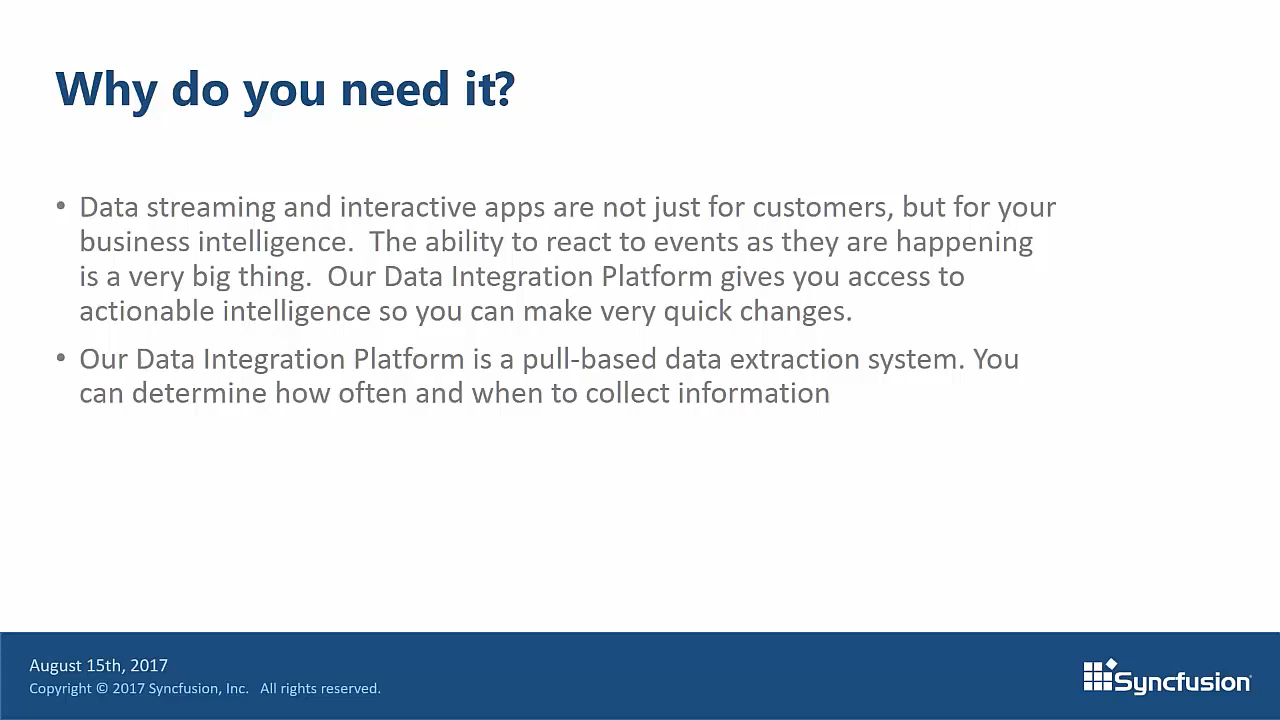 Why do you need it?
• Data streaming and interactive apps are not just for customers, but for your
business intelligence.  The ability to react to events as they are happening
is a very big thing.  Our Data Integration Platform gives you access to
actionable intelligence so you can make very quick changes.
• Our Data Integration Platform is a pull-based data extraction system. You
can determine how often and when to collect information
August 15th, 2017
Copyright © 2017 Syncfusion, Inc.   All rights reserved.
Syncfusion